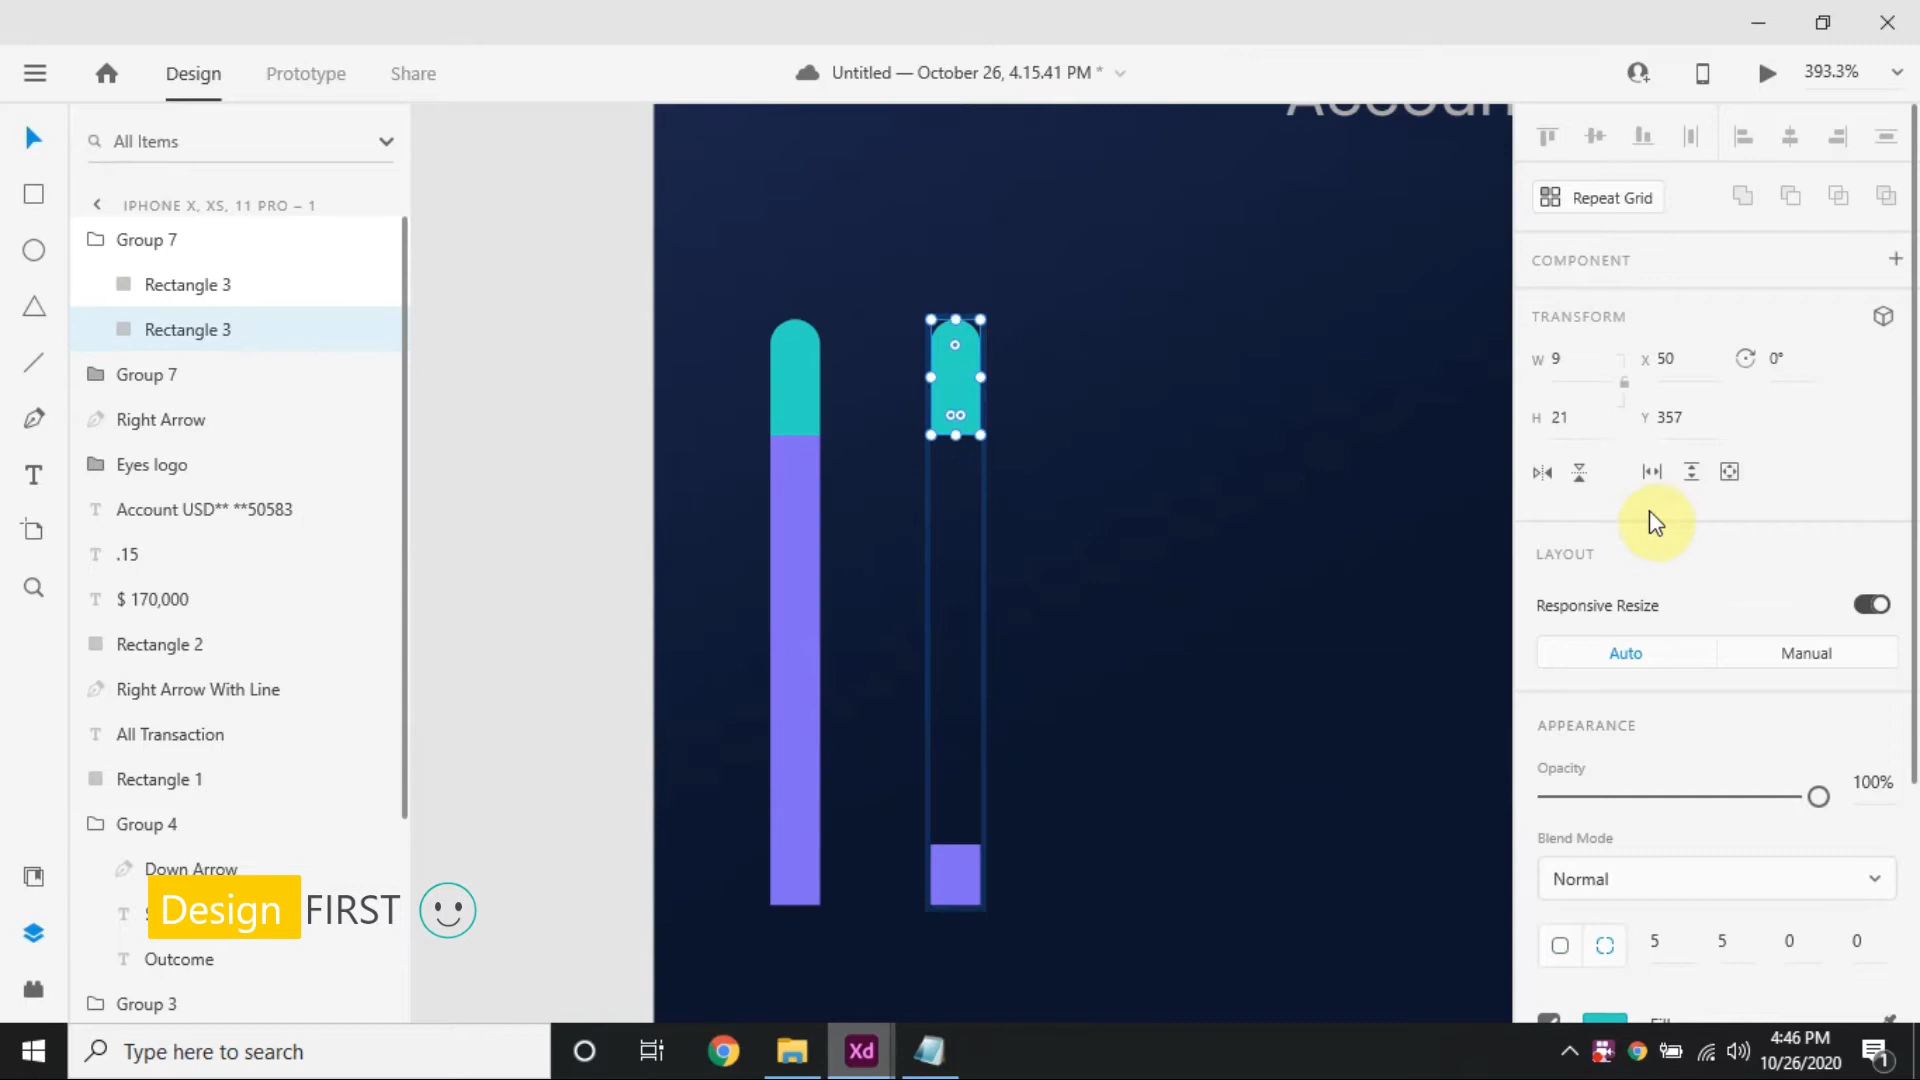 Design Prototype Share Untitled — October 26, 4.15.41 PM * 393.3%
All Items
IPHONE X, XS, 11 PRO – 1
Group 7
Rectangle 3
Rectangle 3
Group 7
Right Arrow
Eyes logo
Account USD** **50583
.15
$ 170,000
Rectangle 2
Right Arrow With Line
All Transaction
Rectangle 1
Group 4
Down Arrow
Outcome
Group 3
Design FIRST
Repeat Grid
COMPONENT
TRANSFORM
W 9 X 50 0°
H 21 Y 357
LAYOUT
Responsive Resize
Auto Manual
APPEARANCE
Opacity
100%
Blend Mode
Normal
5 5 0 0
Type here to search
Xd
4:46 PM
10/26/2020
1